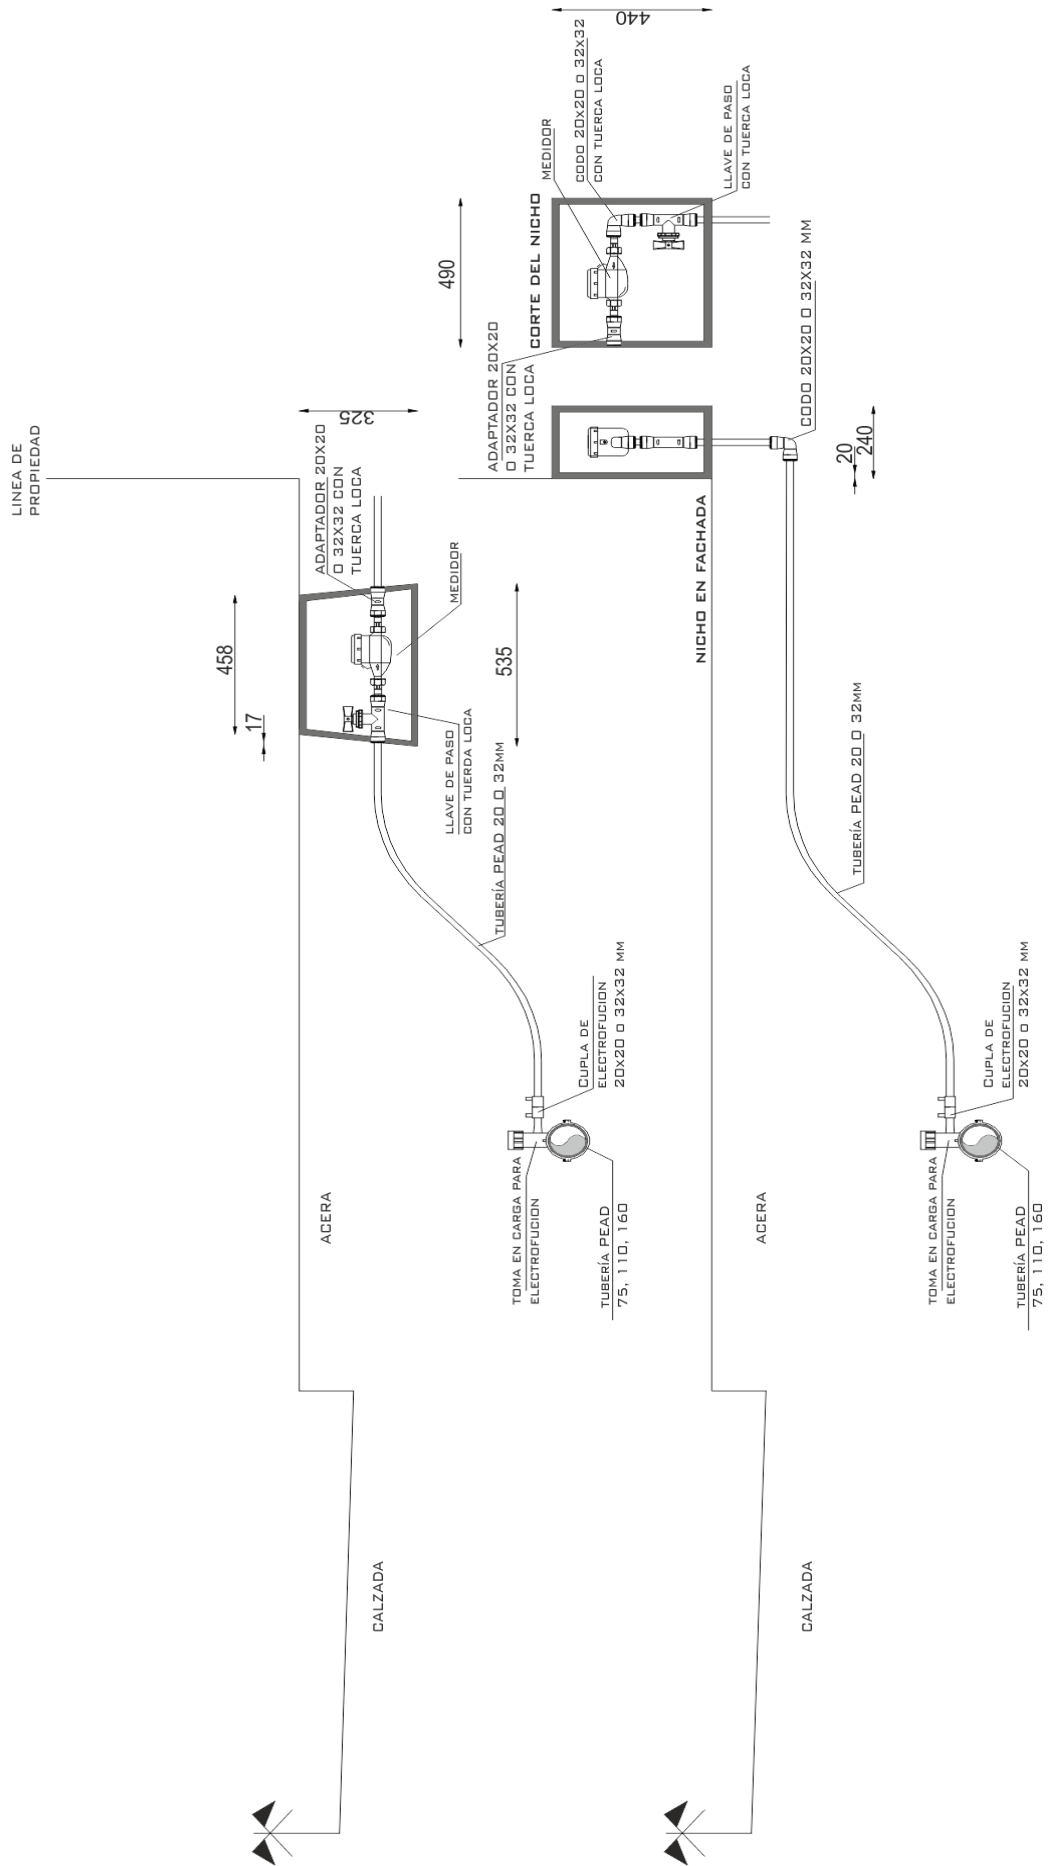 LINEA DE
PROPIEDAD
458
17
325
ADAPTADOR 20X20
O 32X32 CON
TUERCA LOCA
MEDIDOR
535
LLAVE DE PASO
CON TUERDA LOCA
TUBERÍA PEAD 20 O 32MM
CUPLA DE
ELECTROFUCION
20X20 O 32X32 MM
TOMA EN CARGA PARA
ELECTROFUCION
TUBERÍA PEAD
75, 110, 160
ACERA
CALZADA
490
440
CORTE DEL NICHO
MEDIDOR
CODO 20X20 O 32X32
CON TUERCA LOCA
LLAVE DE PASO
CON TUERCA LOCA
ADAPTADOR 20X20
O 32X32 CON
TUERCA LOCA
CODO 20X20 O 32X32 MM
20
240
NICHO EN FACHADA
TUBERÍA PEAD 20 O 32MM
CUPLA DE
ELECTROFUCION
20X20 O 32X32 MM
TOMA EN CARGA PARA
ELECTROFUCION
TUBERÍA PEAD
75, 110, 160
ACERA
CALZADA